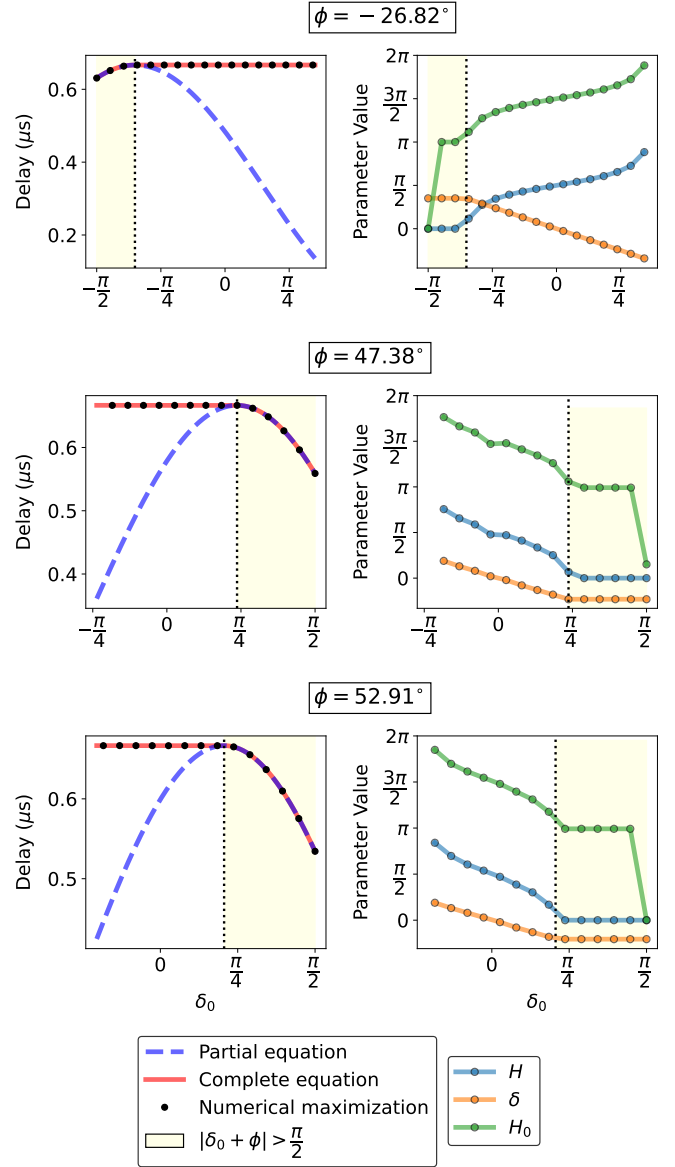 ϕ = −26.82°
Delay (μs)
0.6
0.4
0.2
−π/2
−π/4
0
π/4
Parameter Value
2π
3π/2
π
π/2
0
−π/2
−π/4
0
π/4
ϕ = 47.38°
Delay (μs)
0.6
0.5
0.4
−π/4
0
π/4
π/2
Parameter Value
2π
3π/2
π
π/2
0
−π/4
0
π/4
π/2
ϕ = 52.91°
Delay (μs)
0.6
0.5
0
π/4
π/2
δ₀
Parameter Value
2π
3π/2
π
π/2
0
0
π/4
π/2
δ₀
Partial equation
Complete equation
Numerical maximization
|δ₀ + ϕ| > π/2
H
δ
H₀